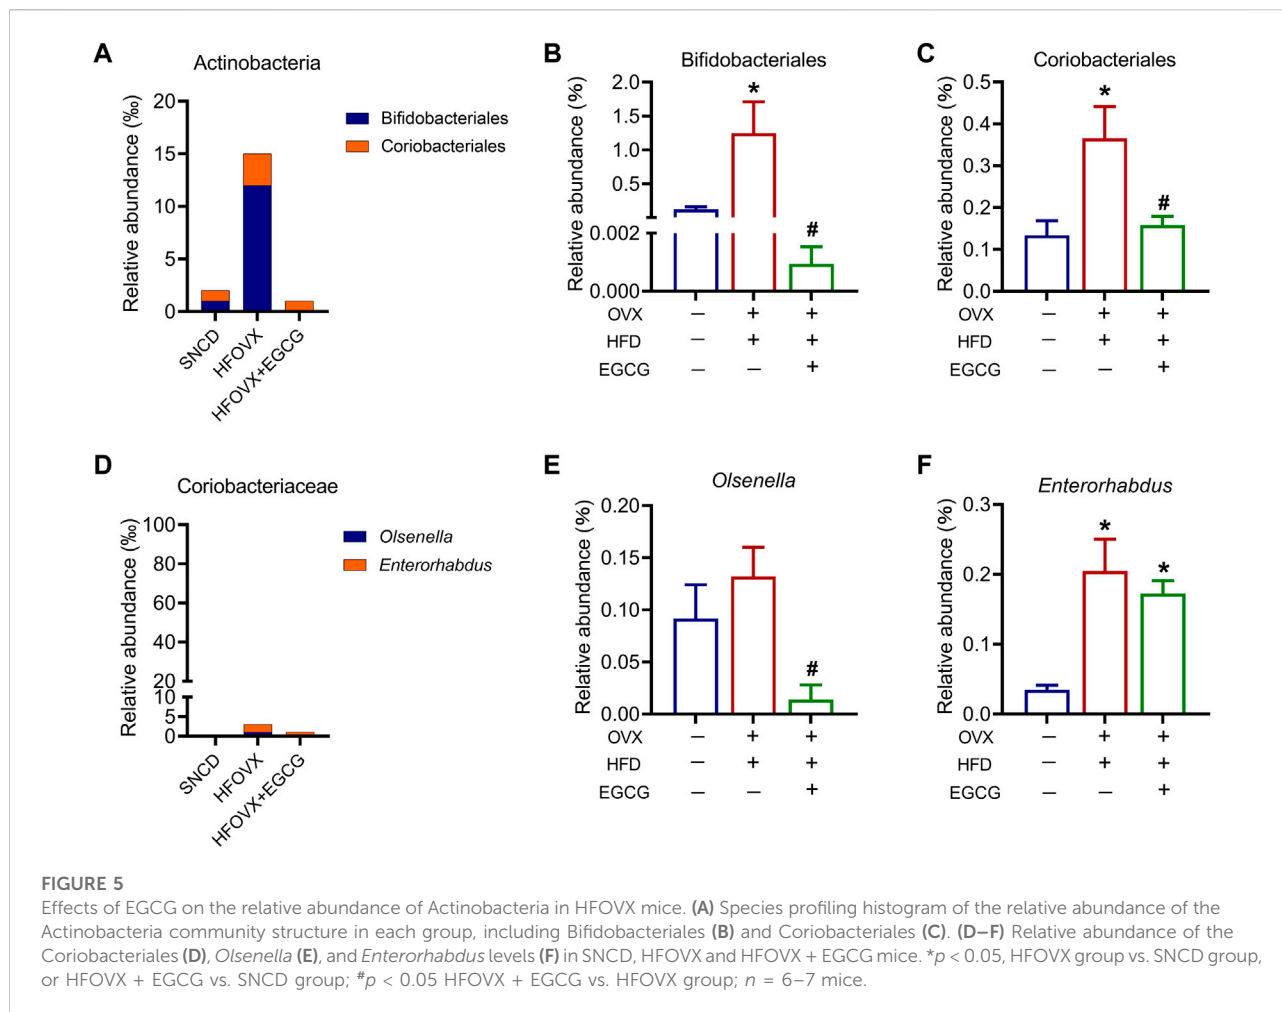 A
Actinobacteria
Relative abundance (‰)
20
15
10
5
0
Bifidobacteriales
Coriobacteriales
SNCD
HFOVX
HFOVX+EGCG
B
Bifidobacteriales
Relative abundance (%)
2.0
1.5
1.0
0.5
0.002
0.000
*
#
OVX — + +
HFD — + +
EGCG — — +
C
Coriobacteriales
Relative abundance (%)
0.5
0.4
0.3
0.2
0.1
0.0
*
#
OVX — + +
HFD — + +
EGCG — — +
D
Coriobacteriaceae
Relative abundance (‰)
100
80
60
40
20
10
5
0
Olsenella
Enterorhabdus
SNCD
HFOVX
HFOVX+EGCG
E
Olsenella
Relative abundance (%)
0.20
0.15
0.10
0.05
0.00
#
OVX — + +
HFD — + +
EGCG — — +
F
Enterorhabdus
Relative abundance (%)
0.3
0.2
0.1
0.0
*
*
OVX — + +
HFD — + +
EGCG — — +
FIGURE 5
Effects of EGCG on the relative abundance of Actinobacteria in HFOVX mice. (A) Species profiling histogram of the relative abundance of the
Actinobacteria community structure in each group, including Bifidobacteriales (B) and Coriobacteriales (C). (D–F) Relative abundance of the
Coriobacteriales (D), Olsenella (E), and Enterorhabdus levels (F) in SNCD, HFOVX and HFOVX + EGCG mice. *p < 0.05, HFOVX group vs. SNCD group,
or HFOVX + EGCG vs. SNCD group; #p < 0.05 HFOVX + EGCG vs. HFOVX group; n = 6–7 mice.